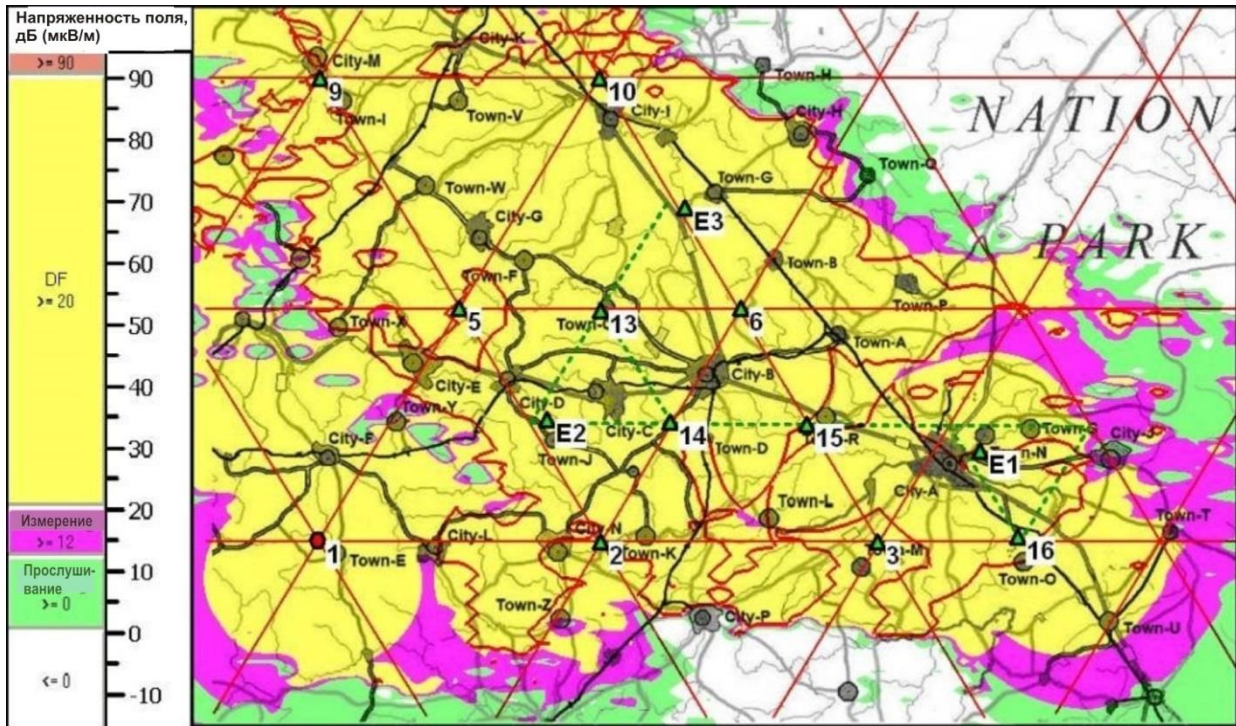 Напряженность поля,
дБ (мкВ/м)
>= 90
DF
>= 20
Измерение
>= 12
Прослуши-
вание
>= 0
<= 0
90
80
70
60
50
40
30
20
10
0
-10
City-K
City-M
9
Town-I
Town-V
10
City-I
Town-H
City-H
NATION
Town-Q
Town-W
Town-G
City-G
E3
PARK
Town-F
Town-B
Town-P
5
13
6
Town-X
Town-A
City-E
City-B
City-D
Town-Y
E2
City-C
14
15
City-F
Town-J
Town-D
E1
City-J
City-A
Town-L
City-N
Town-T
1
Town-E
City-L
2
Town-K
3
16
Town-O
Town-Z
City-P
Town-U